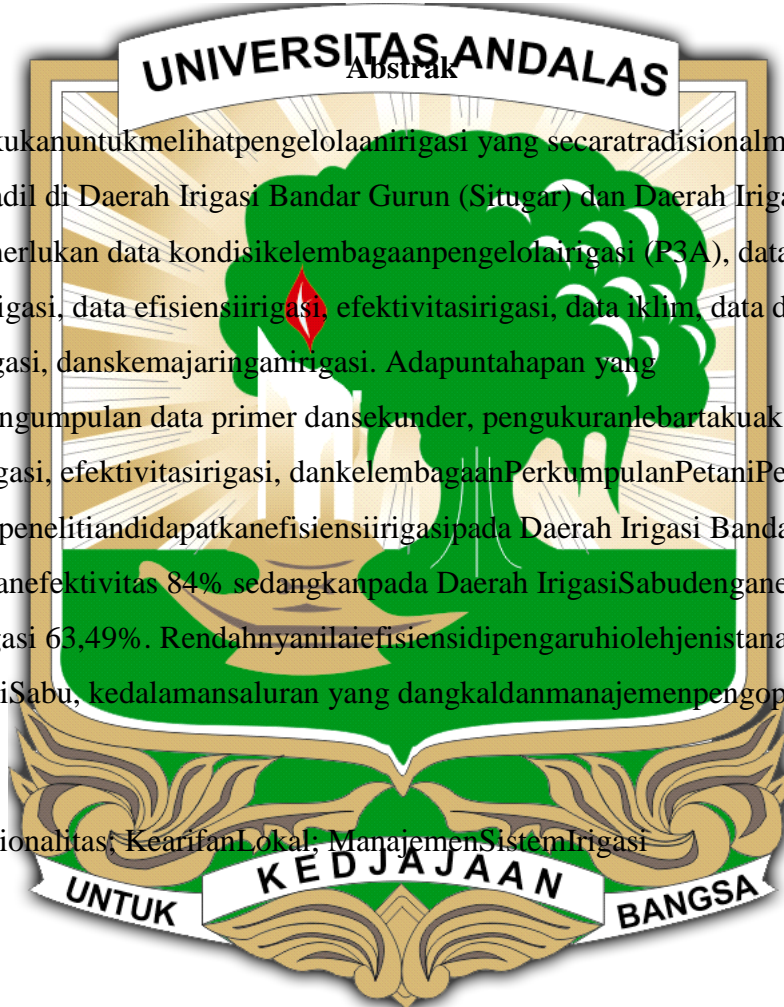 UNIVERSITAS ANDALAS
Abstrak
kukanuntukmelihatpengelolaanirigasi yang secaratradisionalm
adil di Daerah Irigasi Bandar Gurun (Situgar) dan Daerah Iriga
nerlukan data kondisikelembagaanpengelolairigasi (P3A), data
igasi, data efisiensiirigasi, efektivitasirigasi, data iklim, data d
gasi, danskemajaringanirigasi. Adapuntahapan yang
ngumpulan data primer dansekunder, pengukuranlebartakuak
igasi, efektivitasirigasi, dankelembagaanPerkumpulanPetaniPe
penelitiandidapatkanefisiensiirigasipada Daerah Irigasi Banda
anefektivitas 84% sedangkanpada Daerah IrigasiSabudengane
gasi 63,49%. Rendahnyanilaiefisiensidipengaruhiolehjenistana
iSabu, kedalamansaluran yang dangkaldanmanajemenpengop
ionalitas; KearifanLokal; ManajemenSistemIrigasi
UNTUK KEDJAJAAN BANGSA